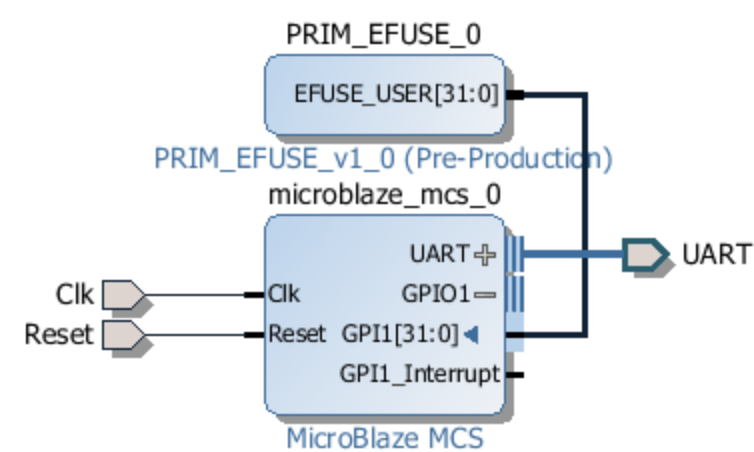 PRIM_EFUSE_0
EFUSE_USER[31:0]
PRIM_EFUSE_v1_0 (Pre-Production)
microblaze_mcs_0
UART
UART
GPIO1
Clk
Clk
Reset
Reset
GPI1[31:0]
GPI1_Interrupt
MicroBlaze MCS